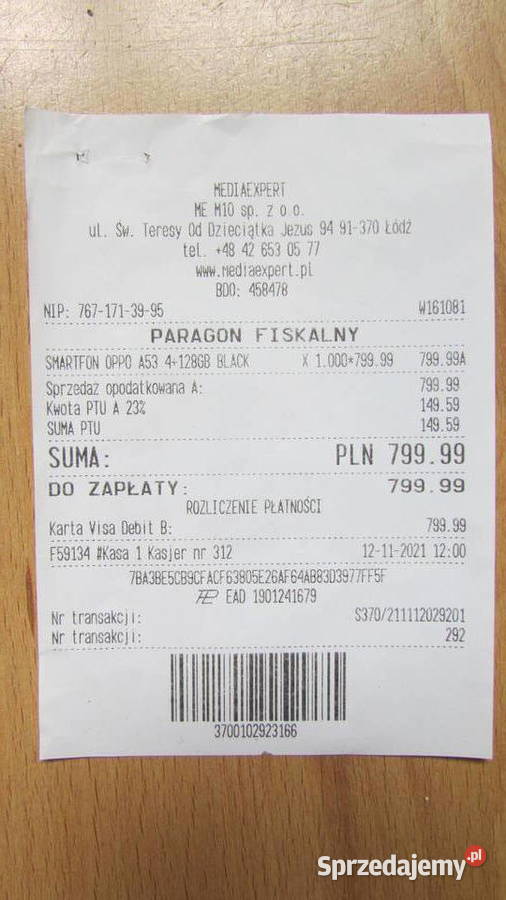 MEDIAEXPERT
ME M10 sp. z o.o.
ul. Św. Teresy Od Dzieciątka Jezus 94 91-370 Łódź
tel. +48 42 653 05 77
www.mediaexpert.pl
BDO: 458478
NIP: 767-171-39-95 W161081
PARAGON FISKALNY
SMARTFON OPPO A53 4+128GB BLACK X 1.000*799.99 799.99A
Sprzedaż opodatkowana A: 799.99
Kwota PTU A 23% 149.59
SUMA PTU 149.59
SUMA: PLN 799.99
DO ZAPŁATY: 799.99
ROZLICZENIE PŁATNOŚCI
Karta Visa Debit B: 799.99
F59134 #Kasa 1 Kasjer nr 312 12-11-2021 12:00
7BA3BE5CB9CFACF63805E26AF64AB83D3977FF5F
EAD 1901241679
Nr transakcji: S370/211112029201
Nr transakcji: 292
3700102923166
Sprzedajemy.pl